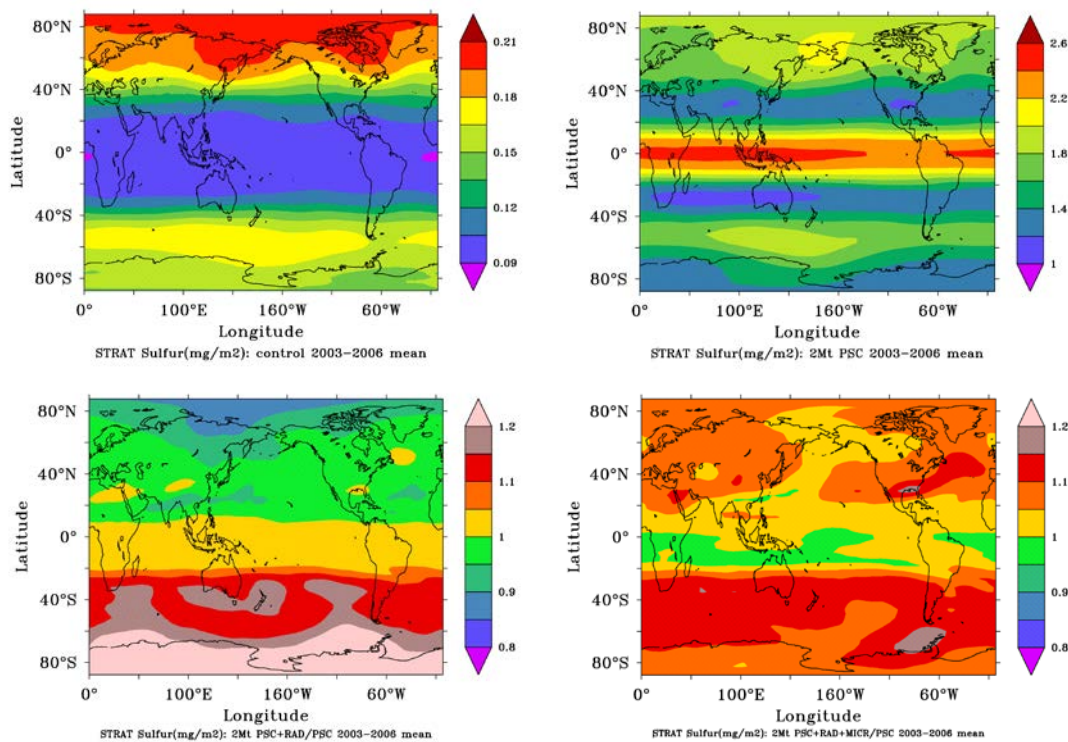 80°N
40°N
0°
40°S
80°S
Latitude
0°
100°E
160°W
60°W
Longitude
0.21
0.18
0.15
0.12
0.09
STRAT Sulfur(mg/m2): control 2003-2006 mean
80°N
40°N
0°
40°S
80°S
Latitude
0°
100°E
160°W
60°W
Longitude
2.6
2.2
1.8
1.4
1
STRAT Sulfur(mg/m2): 2Mt PSC 2003-2006 mean
80°N
40°N
0°
40°S
80°S
Latitude
0°
100°E
160°W
60°W
Longitude
1.2
1.1
1
0.9
0.8
STRAT Sulfur(mg/m2): 2Mt PSC+RAD/PSC 2003-2006 mean
80°N
40°N
0°
40°S
80°S
Latitude
0°
100°E
160°W
60°W
Longitude
1.2
1.1
1
0.9
0.8
STRAT Sulfur(mg/m2): 2Mt PSC+RAD+MICR/PSC 2003-2006 mean